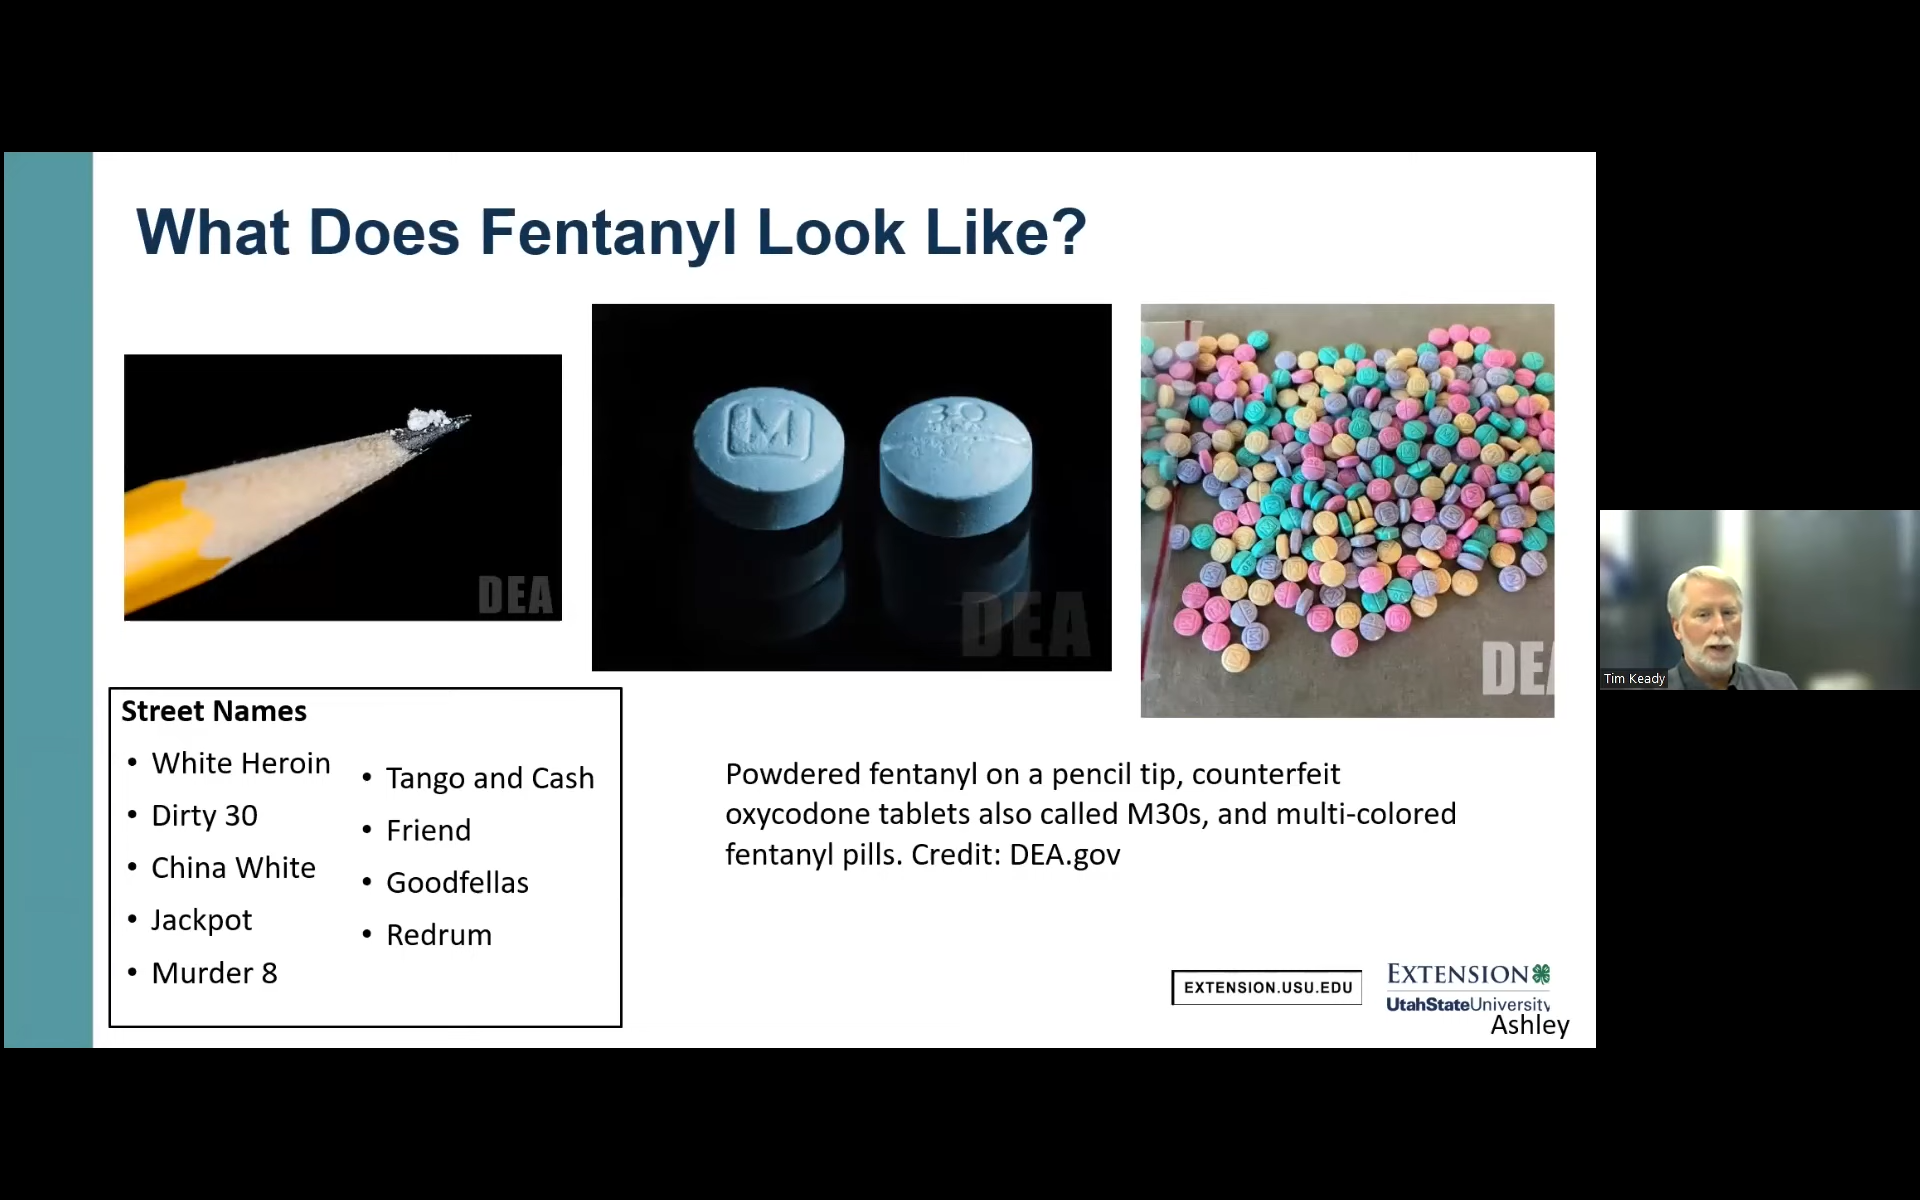 What Does Fentanyl Look Like?
DEA
M
30
DEA
DEA
Street Names
• White Heroin
• Dirty 30
• China White
• Jackpot
• Murder 8
• Tango and Cash
• Friend
• Goodfellas
• Redrum
Powdered fentanyl on a pencil tip, counterfeit
oxycodone tablets also called M30s, and multi-colored
fentanyl pills. Credit: DEA.gov
EXTENSION.USU.EDU
EXTENSION
UtahStateUniversity
Ashley
Tim Keady